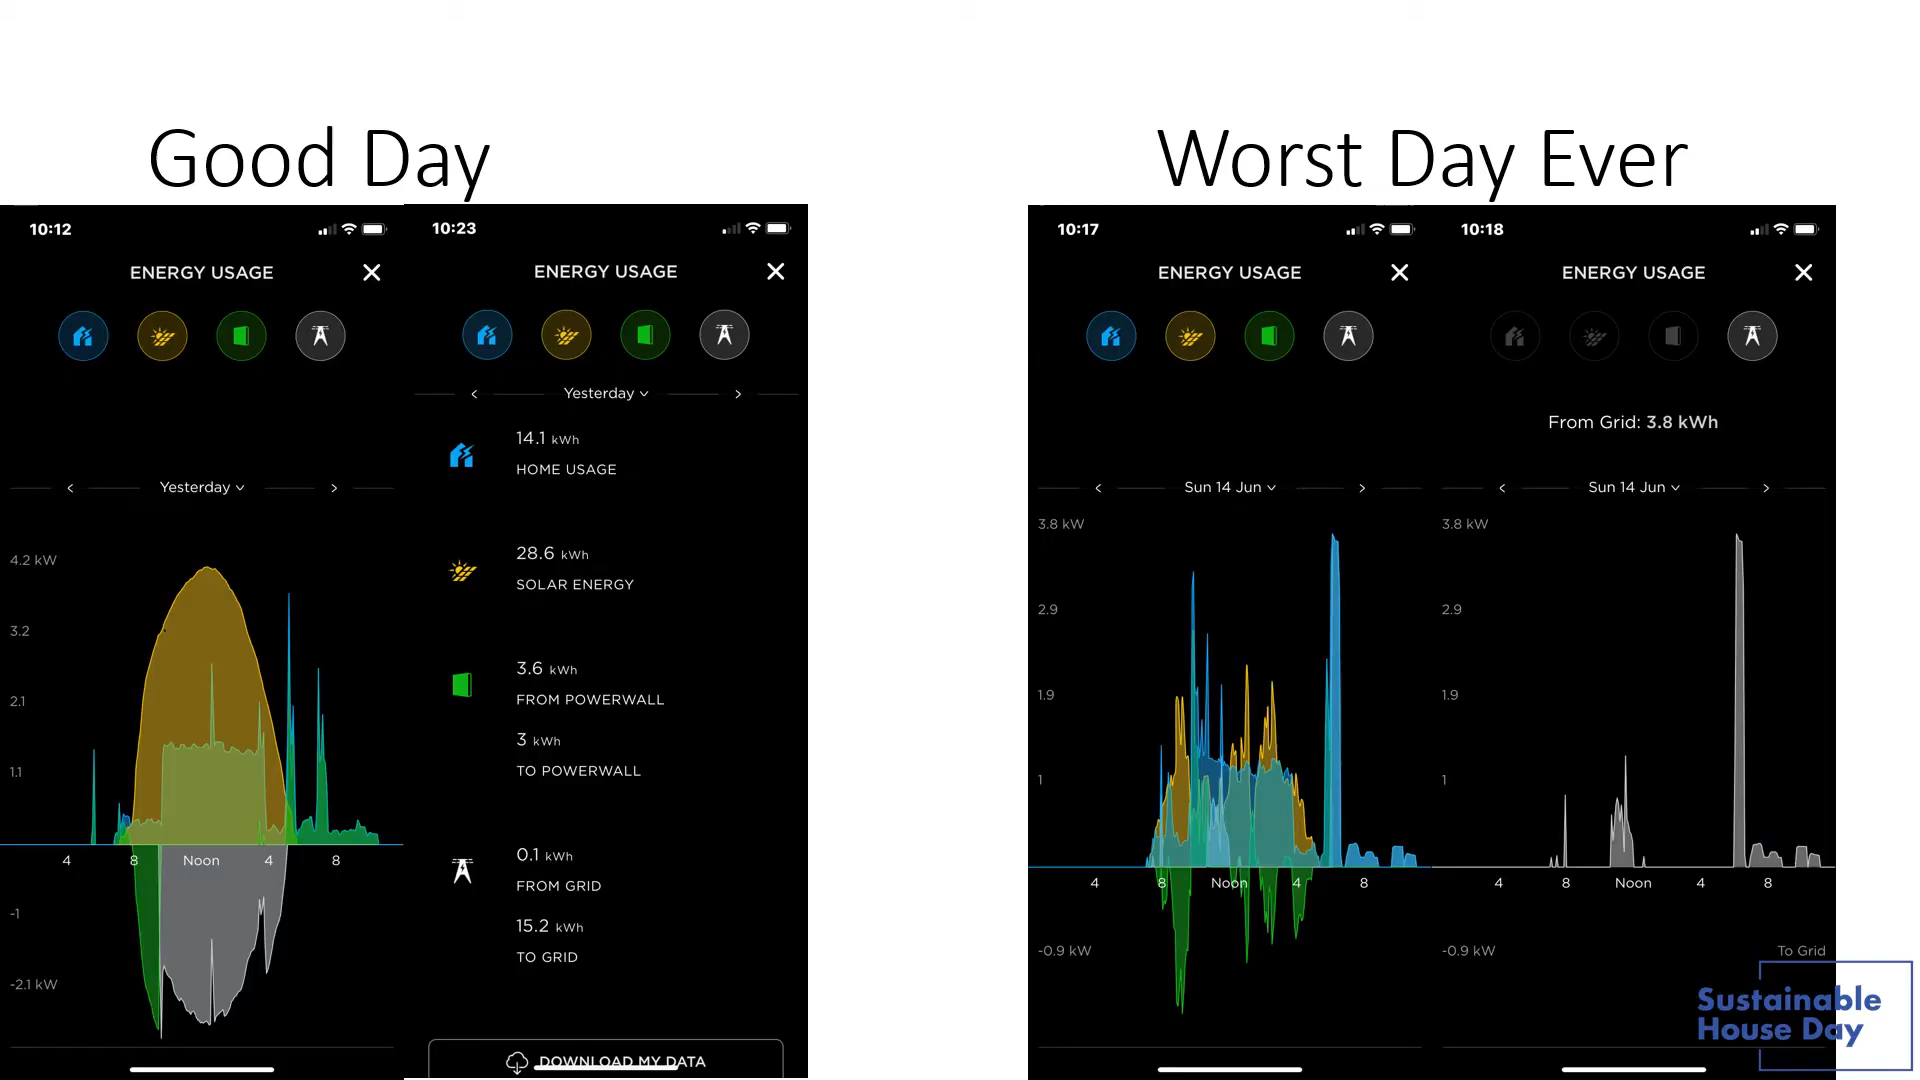 Good Day
Worst Day Ever
10:12
ENERGY USAGE
Yesterday
4.2 kW
3.2
2.1
1.1
4 8 Noon 4 8
-1
-2.1 kW
10:23
ENERGY USAGE
Yesterday
14.1 kWh
HOME USAGE
28.6 kWh
SOLAR ENERGY
3.6 kWh
FROM POWERWALL
3 kWh
TO POWERWALL
0.1 kWh
FROM GRID
15.2 kWh
TO GRID
DOWNLOAD MY DATA
10:17
ENERGY USAGE
Sun 14 Jun
3.8 kW
2.9
1.9
1
4 8 Noon 4 8
-0.9 kW
10:18
ENERGY USAGE
From Grid: 3.8 kWh
Sun 14 Jun
3.8 kW
2.9
1.9
1
4 8 Noon 4 8
-0.9 kW
To Grid
Sustainable
House Day